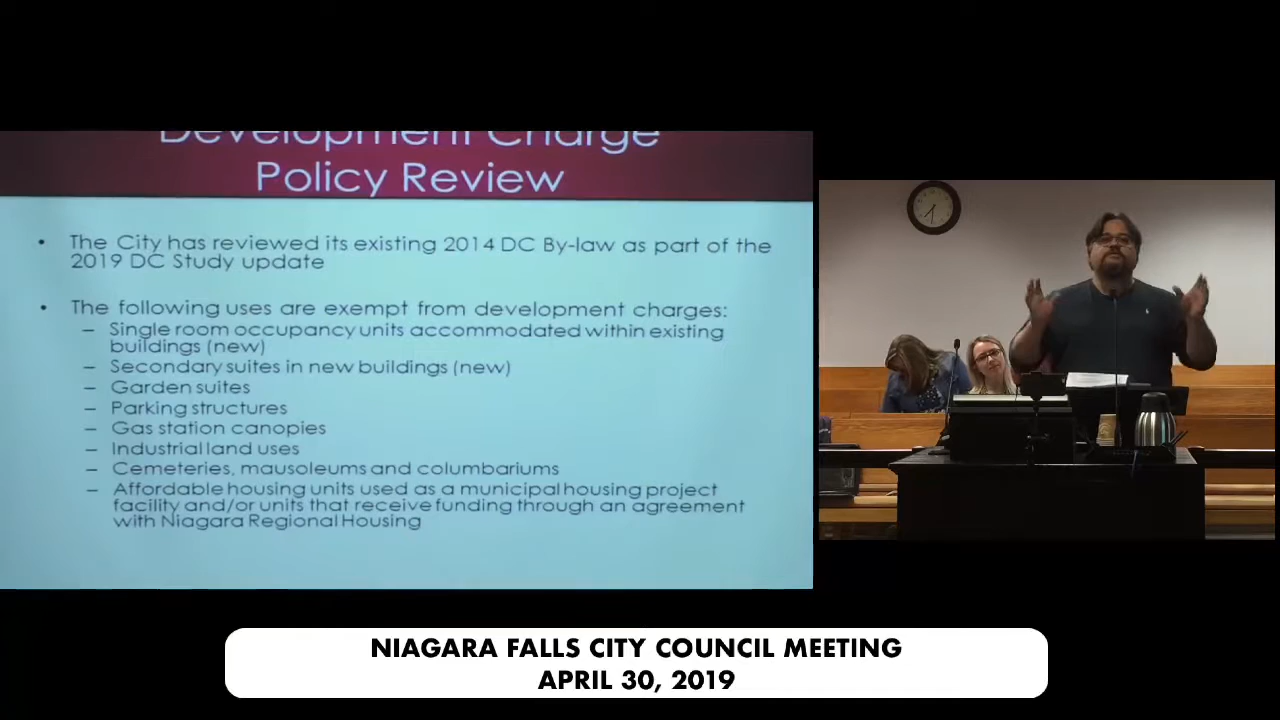 Development Charge
Policy Review
• The City has reviewed its existing 2014 DC By-law as part of the
2019 DC Study update
• The following uses are exempt from development charges:
– Single room occupancy units accommodated within existing
buildings (new)
– Secondary suites in new buildings (new)
– Garden suites
– Parking structures
– Gas station canopies
– Industrial land uses
– Cemeteries, mausoleums and columbariums
– Affordable housing units used as a municipal housing project
facility and/or units that receive funding through an agreement
with Niagara Regional Housing
NIAGARA FALLS CITY COUNCIL MEETING
APRIL 30, 2019